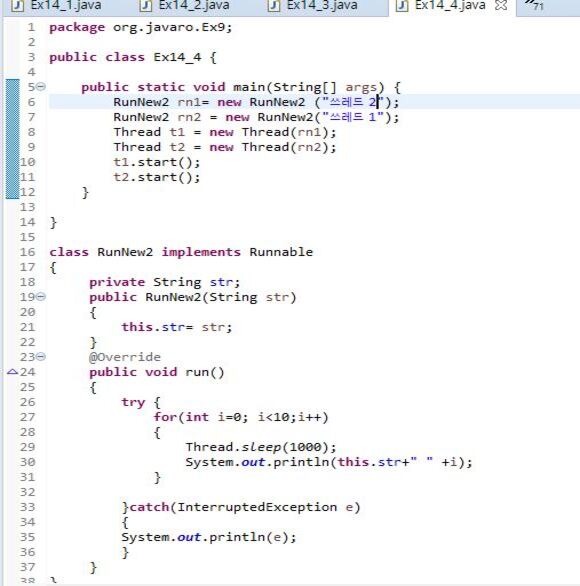 Ex14_1.java Ex14_2.java Ex14_3.java Ex14_4.java 71
1 package org.javaro.Ex9;
2
3 public class Ex14_4 {
4
5 public static void main(String[] args) {
6 RunNew2 rn1= new RunNew2 ("쓰레드 2");
7 RunNew2 rn2 = new RunNew2("쓰레드 1");
8 Thread t1 = new Thread(rn1);
9 Thread t2 = new Thread(rn2);
10 t1.start();
11 t2.start();
12 }
13
14 }
15
16 class RunNew2 implements Runnable
17 {
18 private String str;
19 public RunNew2(String str)
20 {
21 this.str= str;
22 }
23 @Override
24 public void run()
25 {
26 try {
27 for(int i=0; i<10;i++)
28 {
29 Thread.sleep(1000);
30 System.out.println(this.str+" " +i);
31 }
32
33 }catch(InterruptedException e)
34 {
35 System.out.println(e);
36 }
37 }
38 }